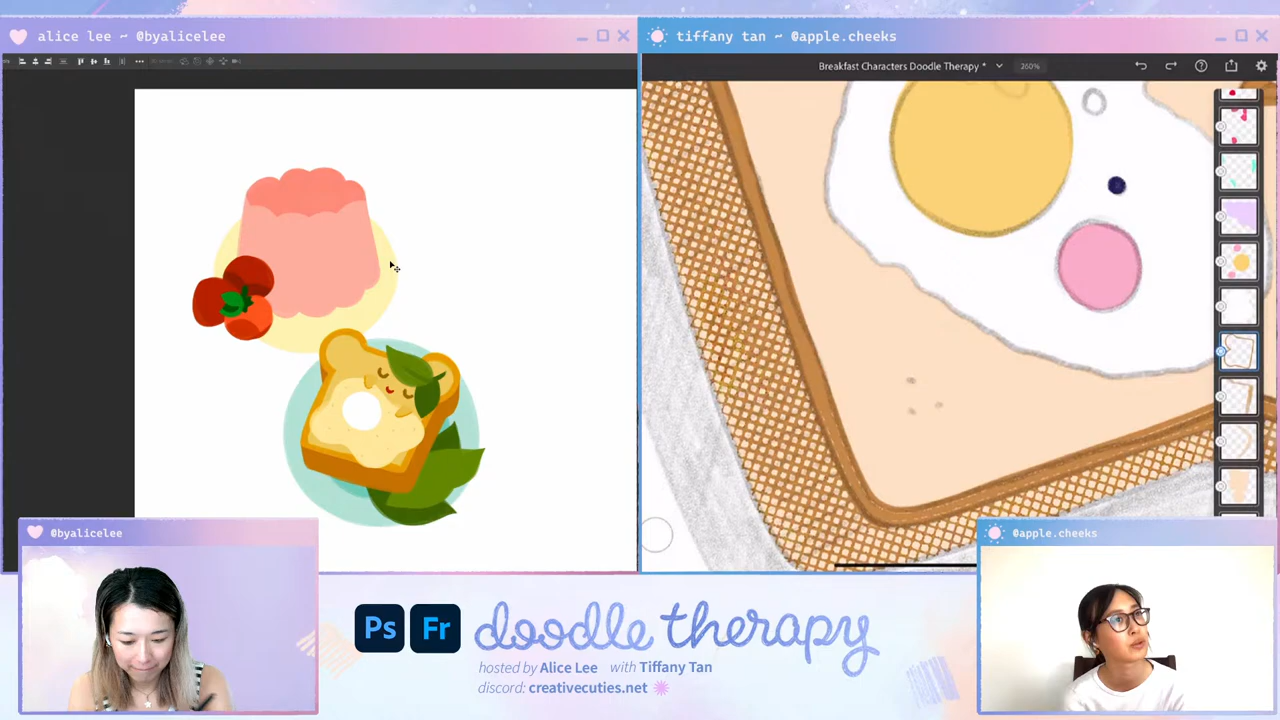 alice lee ~ @byalicelee
tiffany tan ~ @apple.cheeks
Breakfast Characters Doodle Therapy *
260%
@byalicelee
@apple.cheeks
Ps Fr doodle therapy
hosted by Alice Lee with Tiffany Tan
discord: creativecuties.net